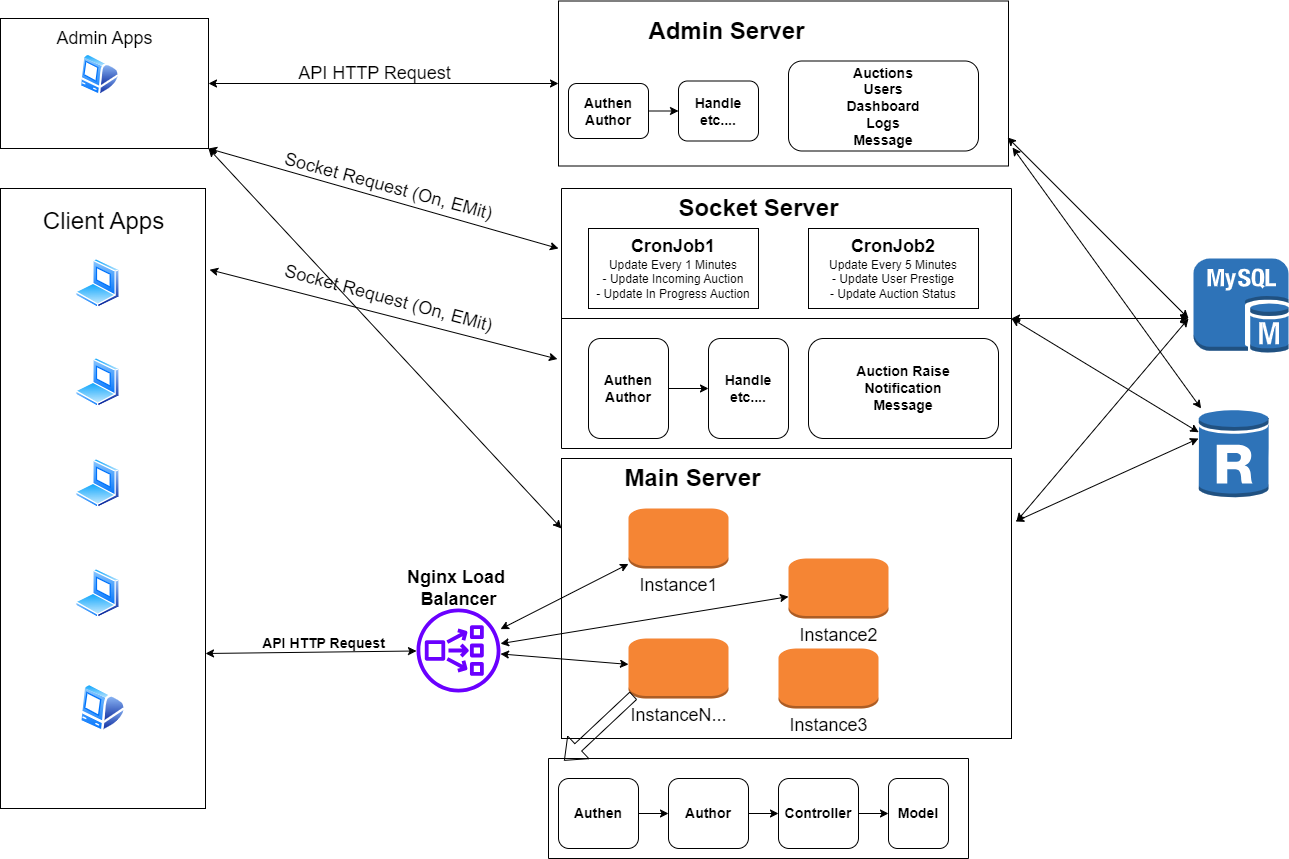 Admin Apps
API HTTP Request
Admin Server
Authen
Author
Handle
etc....
Auctions
Users
Dashboard
Logs
Message
Socket Request (On, EMit)
Client Apps
Socket Request (On, EMit)
Socket Server
CronJob1
Update Every 1 Minutes
- Update Incoming Auction
- Update In Progress Auction
CronJob2
Update Every 5 Minutes
- Update User Prestige
- Update Auction Status
Authen
Author
Handle
etc....
Auction Raise
Notification
Message
MySQL
M
R
Main Server
Instance1
Instance2
InstanceN...
Instance3
Nginx Load
Balancer
API HTTP Request
Authen
Author
Controller
Model